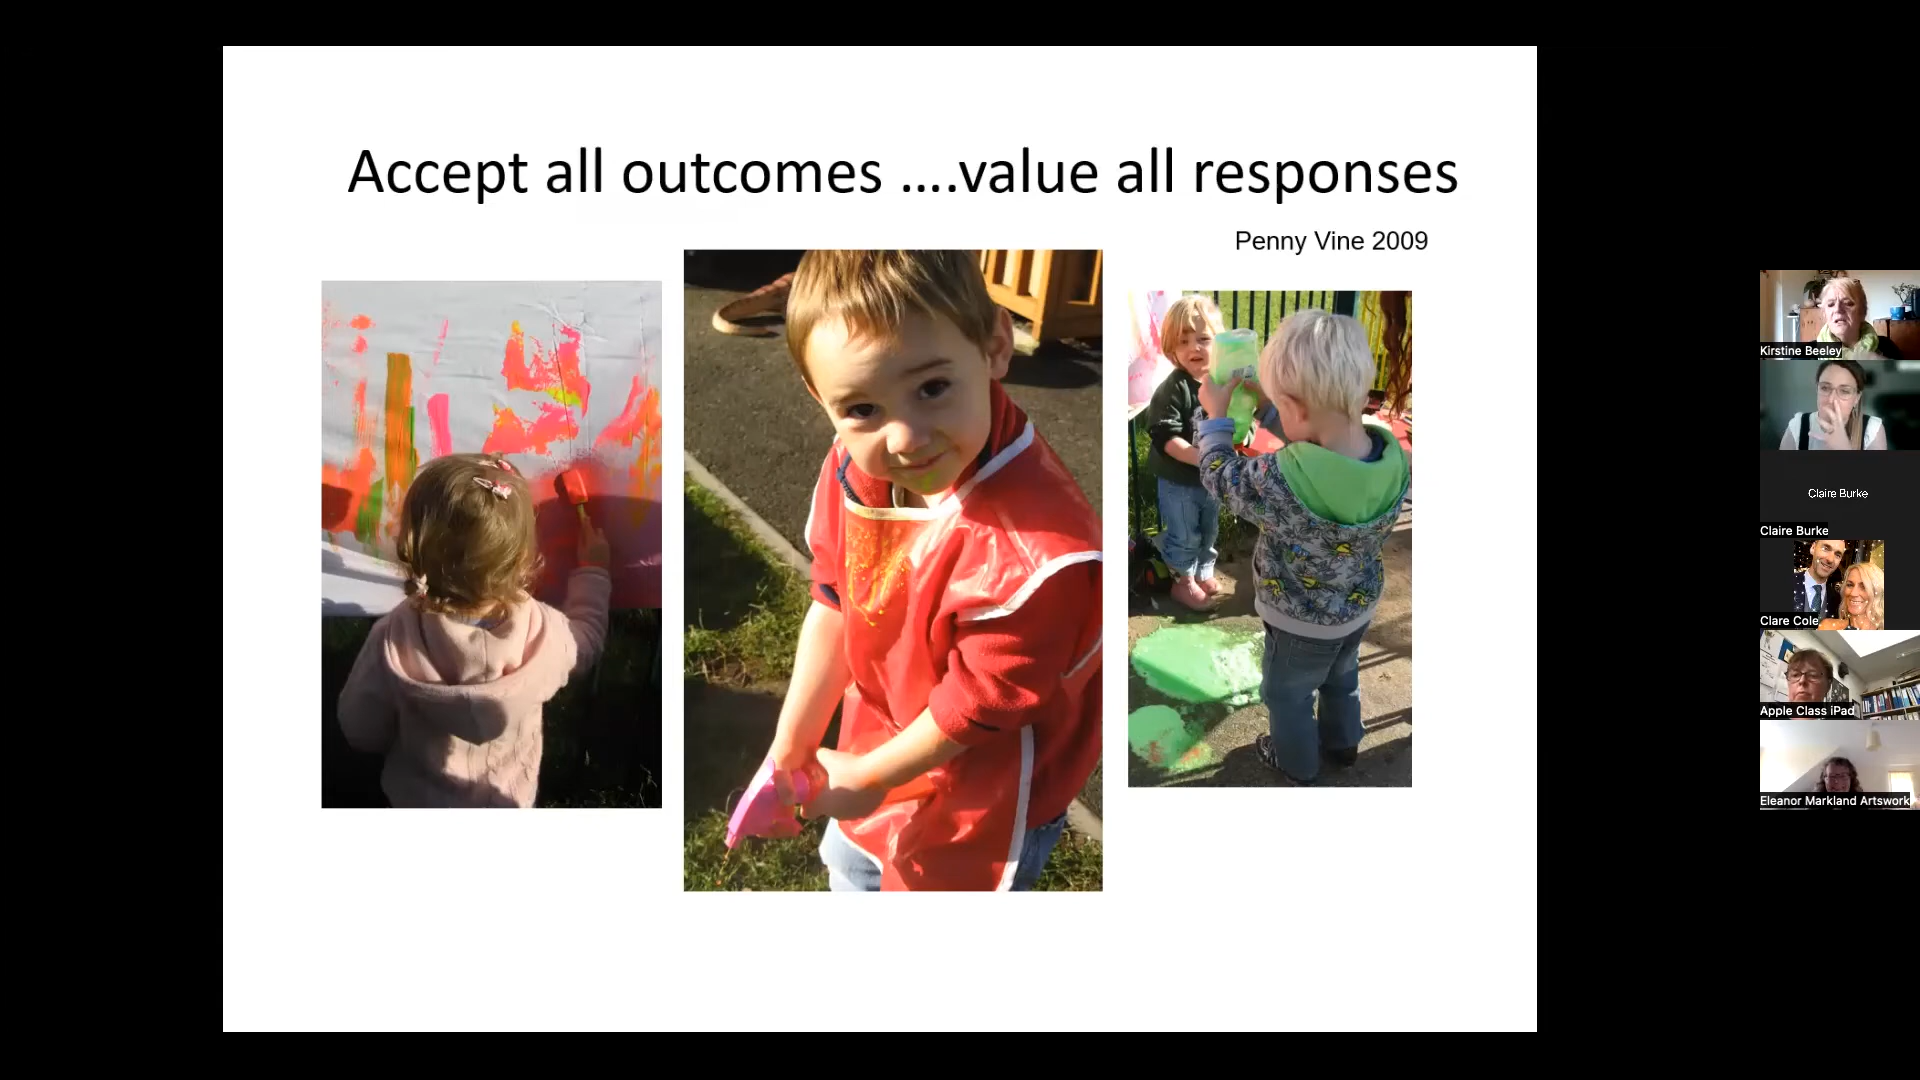 Accept all outcomes ....value all responses
Penny Vine 2009
Kirstine Beeley
Claire Burke
Claire Burke
Clare Cole
Apple Class iPad
Eleanor Markland Artswork